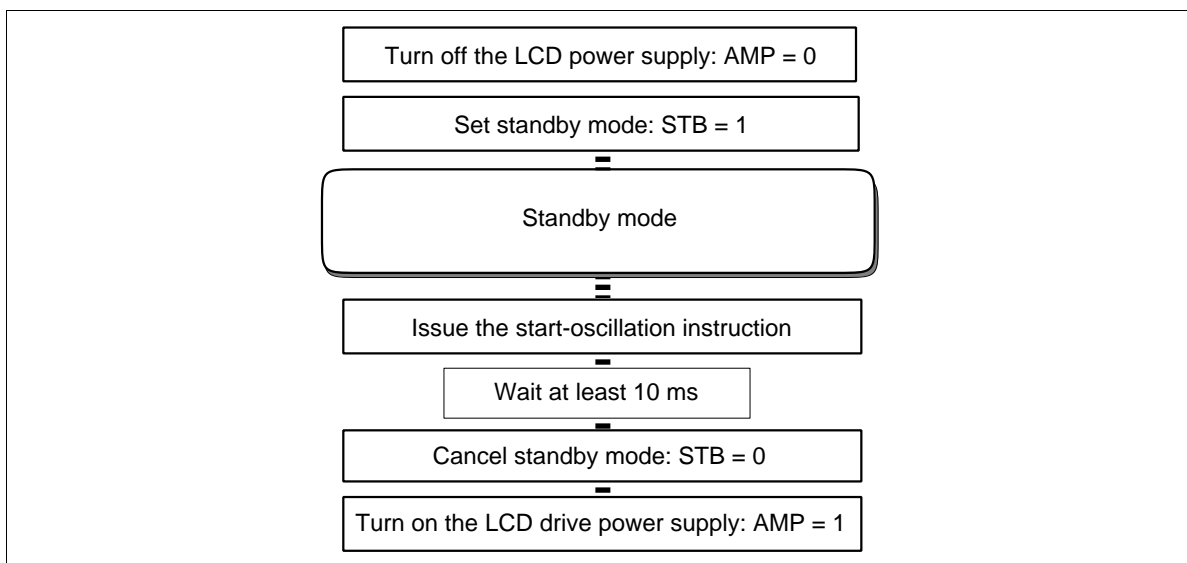 Turn off the LCD power supply: AMP = 0
Set standby mode: STB = 1
Standby mode
Issue the start-oscillation instruction
Wait at least 10 ms
Cancel standby mode: STB = 0
Turn on the LCD drive power supply: AMP = 1